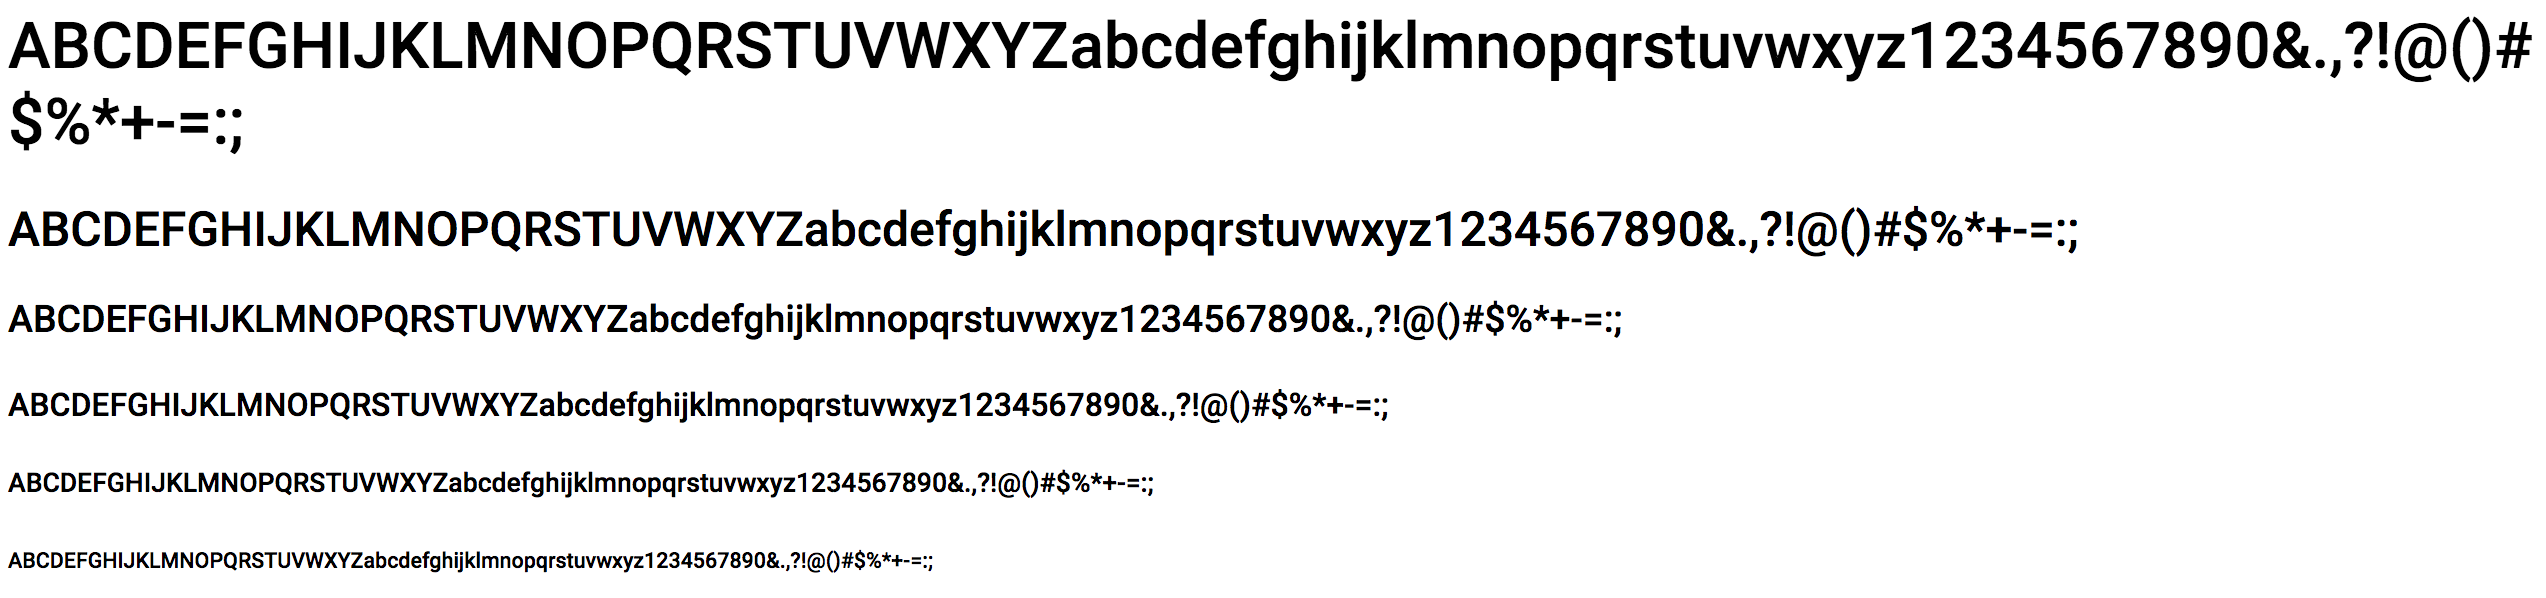 ABCDEFGHIJKLMNOPQRSTUVWXYZabcdefghijklmnopqrstuvwxyz1234567890&.,?!@()#
$%*+-=:;
ABCDEFGHIJKLMNOPQRSTUVWXYZabcdefghijklmnopqrstuvwxyz1234567890&.,?!@()#$%*+-=:;
ABCDEFGHIJKLMNOPQRSTUVWXYZabcdefghijklmnopqrstuvwxyz1234567890&.,?!@()#$%*+-=:;
ABCDEFGHIJKLMNOPQRSTUVWXYZabcdefghijklmnopqrstuvwxyz1234567890&.,?!@()#$%*+-=:;
ABCDEFGHIJKLMNOPQRSTUVWXYZabcdefghijklmnopqrstuvwxyz1234567890&.,?!@()#$%*+-=:;
ABCDEFGHIJKLMNOPQRSTUVWXYZabcdefghijklmnopqrstuvwxyz1234567890&.,?!@()#$%*+-=:;